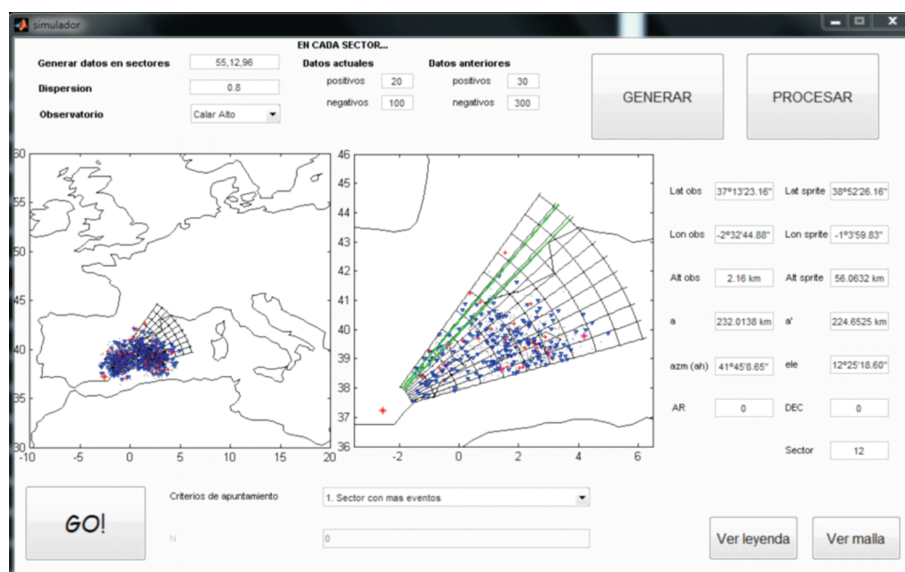 simulador
EN CADA SECTOR...
Generar datos en sectores 55,12,96 Datos actuales Datos anteriores
positivos 20 positivos 30
Dispersion 0.8
negativos 100 negativos 300
Observatorio Calar Alto
GENERAR PROCESAR
60
55
50
45
40
35
30
-10 -5 0 5 10 15 20
46
45
44
43
42
41
40
39
38
37
36
-2 0 2 4 6
Lat obs 37º13'23.16" Lat sprite 38º52'26.16"
Lon obs -2º32'44.88" Lon sprite -1º3'59.83"
Alt obs 2.16 km Alt sprite 56.0632 km
a 232.0138 km a' 224.6525 km
azm (ah) 41º45'8.65" ele 12º25'18.60"
AR 0 DEC 0
Sector 12
GO! Criterios de apuntamiento 1. Sector con mas eventos
N 0
Ver leyenda Ver malla